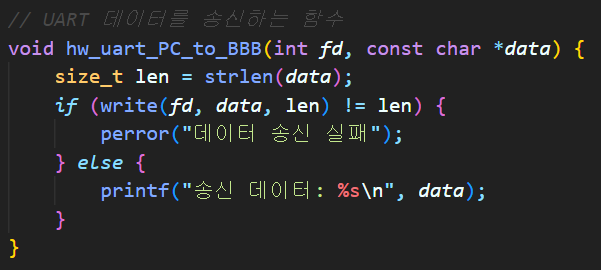 // UART 데이터를 송신하는 함수
void hw_uart_PC_to_BBB(int fd, const char *data) {
    size_t len = strlen(data);
    if (write(fd, data, len) != len) {
        perror("데이터 송신 실패");
    } else {
        printf("송신 데이터: %s\n", data);
    }
}